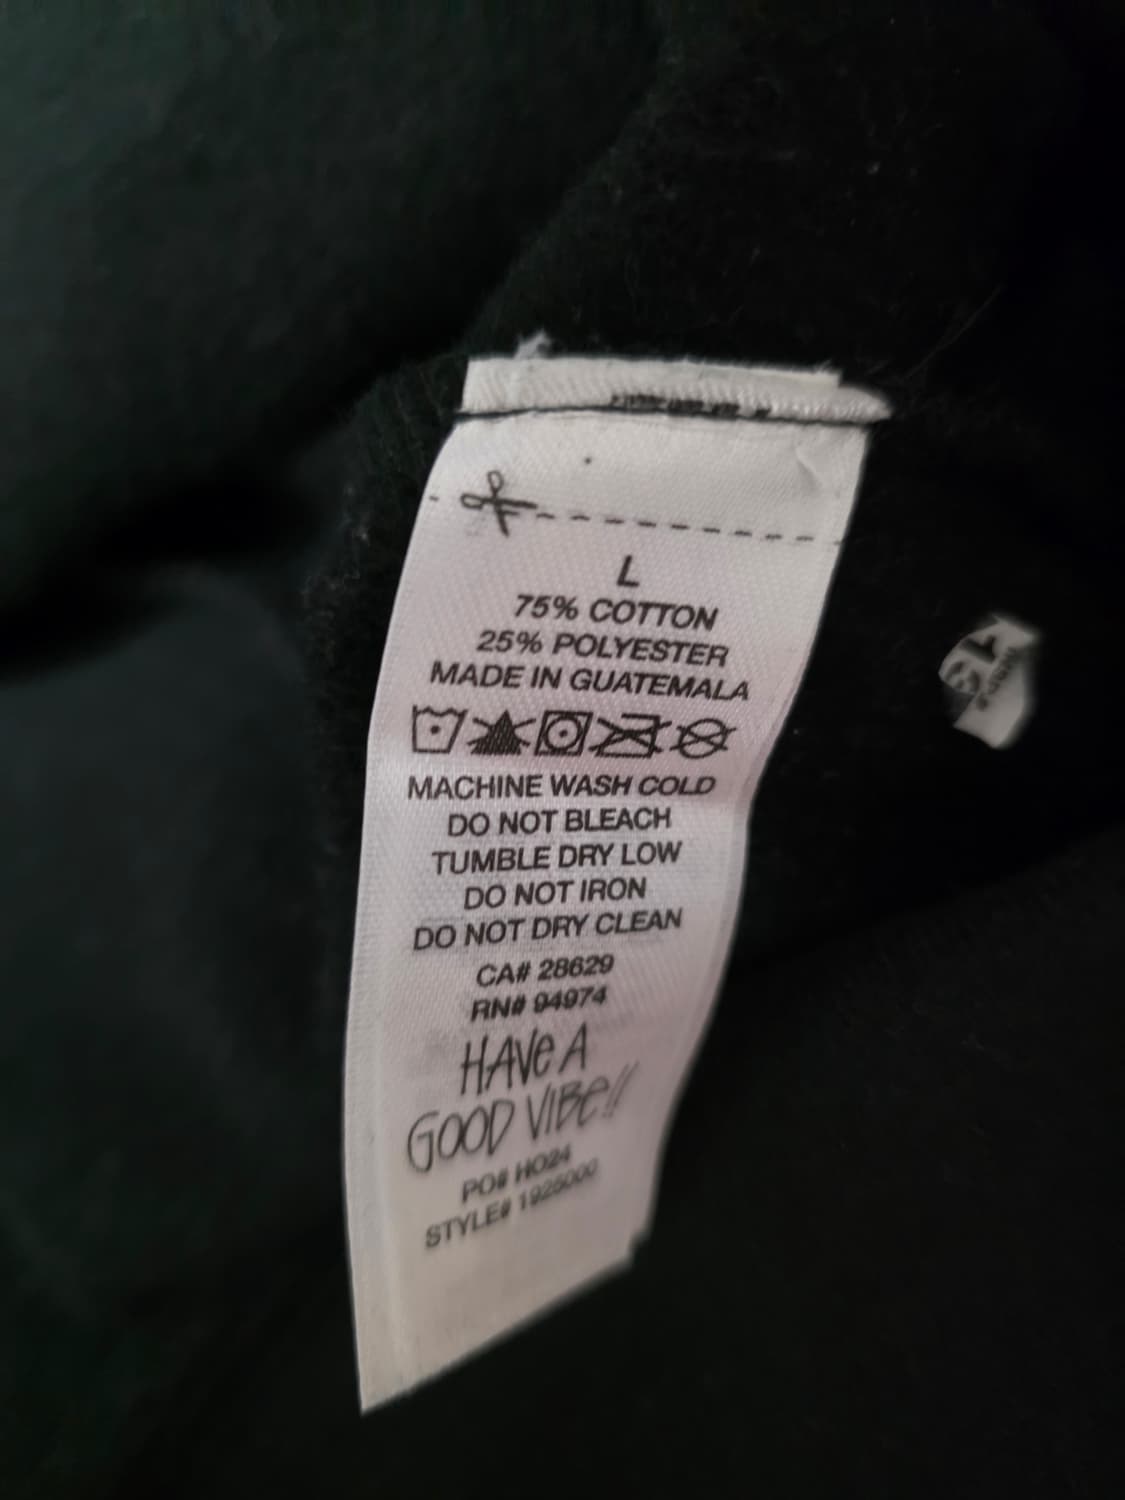 L
75% COTTON
25% POLYESTER
MADE IN GUATEMALA
MACHINE WASH COLD
DO NOT BLEACH
TUMBLE DRY LOW
DO NOT IRON
DO NOT DRY CLEAN
CA# 28629
RN# 94974
HAVE A
GOOD VIBE!!
PO# HO24
STYLE# 1925000